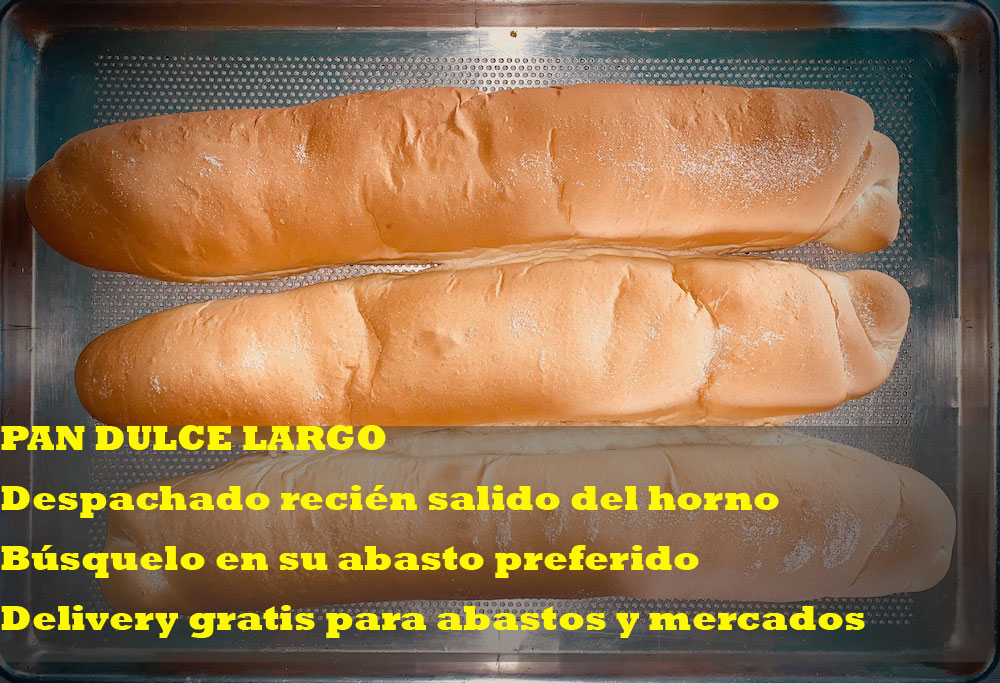 PAN DULCE LARGO
Despachado recién salido del horno
Búsquelo en su abasto preferido
Delivery gratis para abastos y mercados